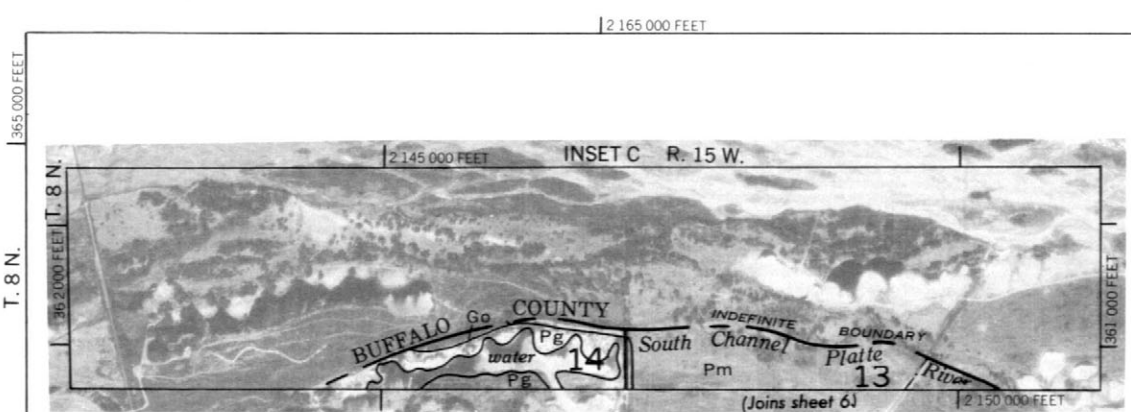 2 165 000 FEET
365 000 FEET
T. 8 N.
T. 8 N.
2 145 000 FEET
INSET C R. 15 W.
362 000 FEET
361 000 FEET
BUFFALO COUNTY
Go
INDEFINITE BOUNDARY
Pg
water
14
South Channel Platte River
Pg
Pm
13
(Joins sheet 6)
2 150 000 FEET